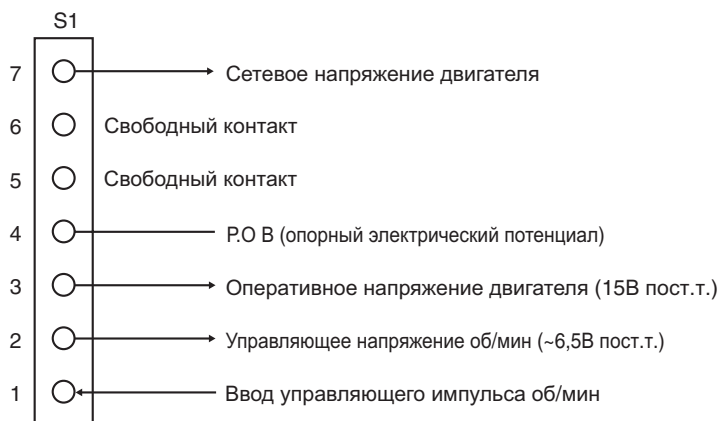 S1
7 Сетевое напряжение двигателя
6 Свободный контакт
5 Свободный контакт
4 Р.О В (опорный электрический потенциал)
3 Оперативное напряжение двигателя (15В пост.т.)
2 Управляющее напряжение об/мин (~6,5В пост.т.)
1 Ввод управляющего импульса об/мин